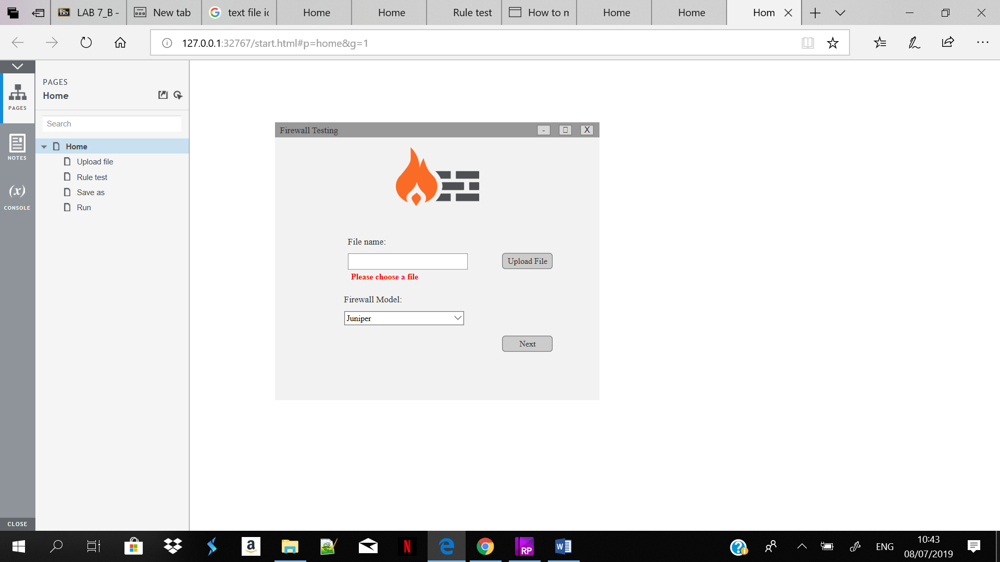 Bb LAB 7_B -
New tab
text file ic
Home
Home
Rule test
How to n
Home
Home
Hom
127.0.0.1:32767/start.html#p=home&g=1
PAGES
Home
PAGES
Search
Home
Upload file
Rule test
Save as
Run
NOTES
(x)
CONSOLE
CLOSE
Firewall Testing
- X
File name:
Upload File
Please choose a file
Firewall Model:
Juniper
Next
a
N
RP
W
?
ENG
10:43
08/07/2019